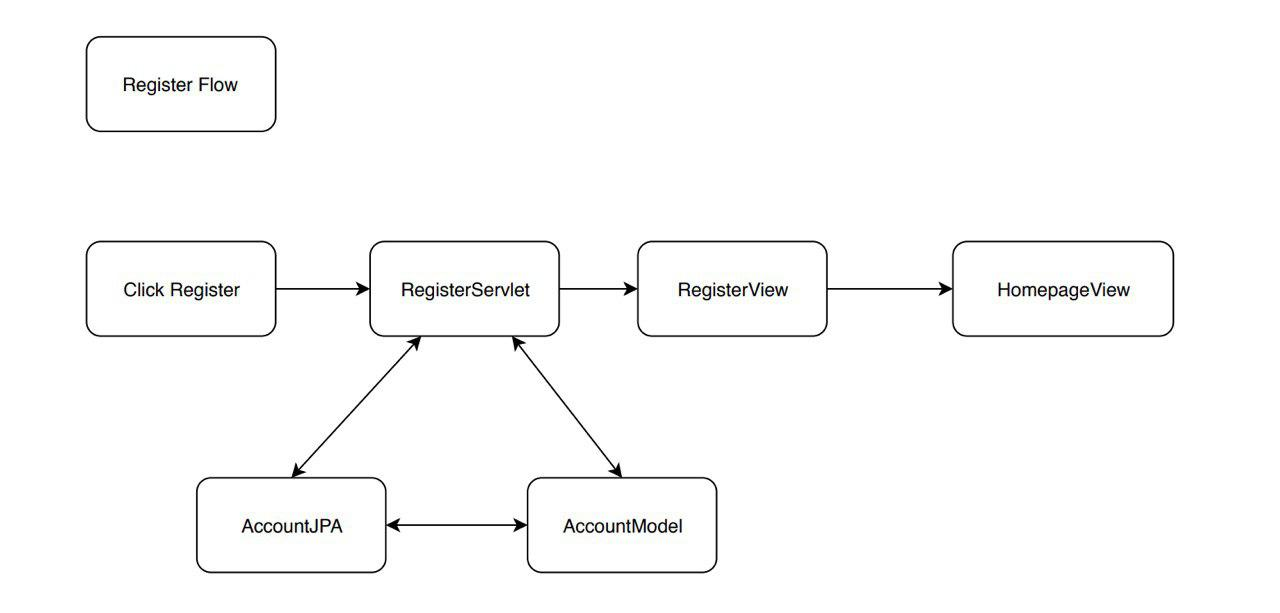 Register Flow
Click Register
RegisterServlet
RegisterView
HomepageView
AccountJPA
AccountModel